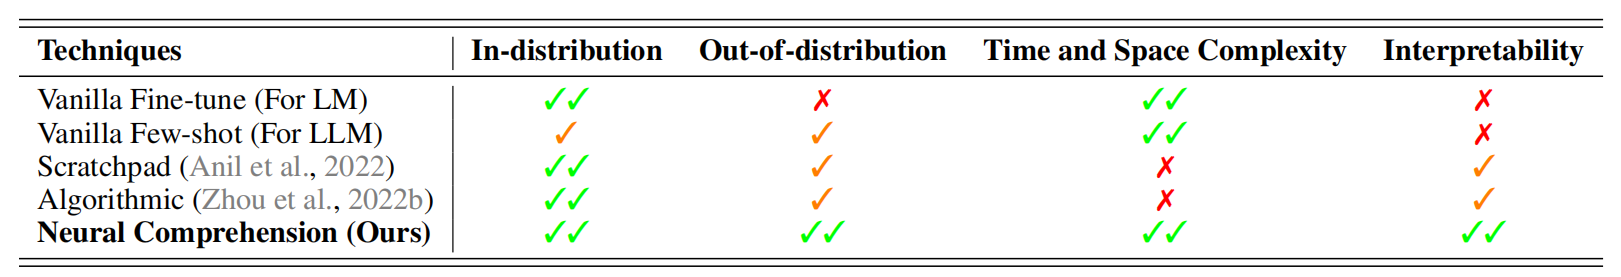 Techniques In-distribution Out-of-distribution Time and Space Complexity Interpretability
Vanilla Fine-tune (For LM) ✓✓ ✗ ✓✓ ✗
Vanilla Few-shot (For LLM) ✓ ✓ ✓✓ ✗
Scratchpad (Anil et al., 2022) ✓✓ ✓ ✗ ✓
Algorithmic (Zhou et al., 2022b) ✓✓ ✓ ✗ ✓
Neural Comprehension (Ours) ✓✓ ✓✓ ✓✓ ✓✓